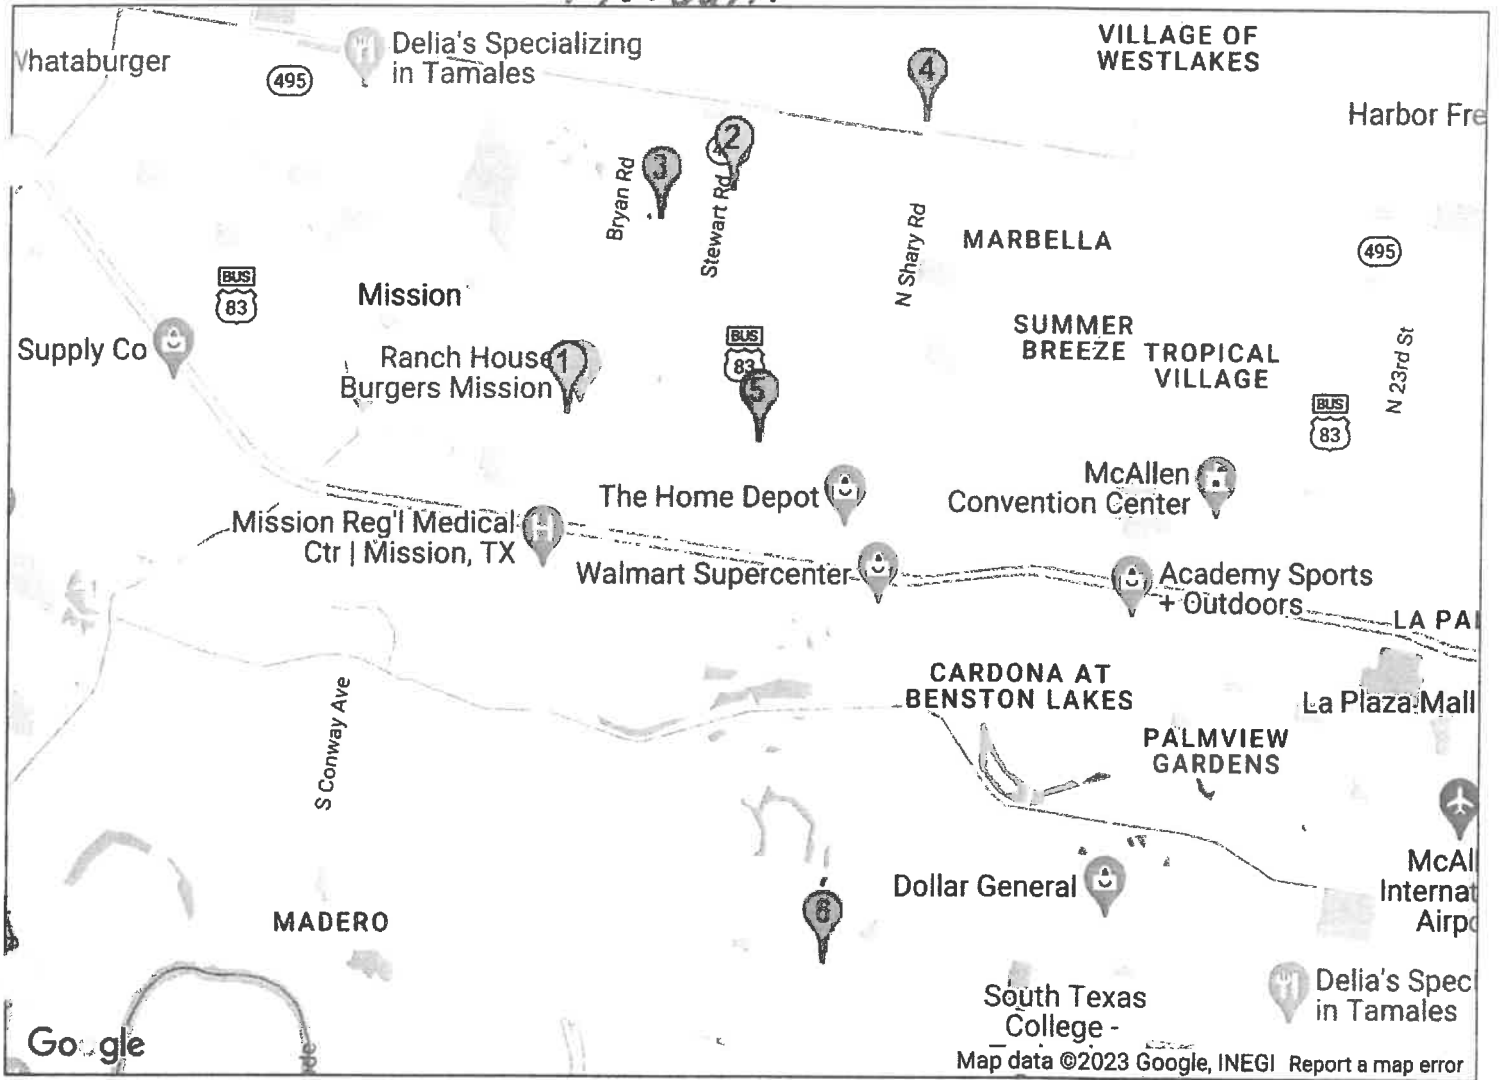 VILLAGE OF
WESTLAKES
Whataburger
Delia's Specializing
in Tamales
495
4
Harbor Fre
2
3
Bryan Rd
Stewart Rd
N Shary Rd
MARBELLA
495
BUS
83
Mission
Supply Co
Ranch House
Burgers Mission
1
BUS
83
5
SUMMER
BREEZE
TROPICAL
VILLAGE
N 23rd St
BUS
83
The Home Depot
McAllen
Convention Center
Mission Reg'l Medical
Ctr | Mission, TX
H
Walmart Supercenter
Academy Sports
+ Outdoors
LA PAL
CARDONA AT
BENSTON LAKES
La Plaza Mall
S Conway Ave
PALMVIEW
GARDENS
Dollar General
McAll
Internat
Airpo
6
MADERO
South Texas
College -
Delia's Speci
in Tamales
Google
Map data ©2023 Google, INEGI Report a map error